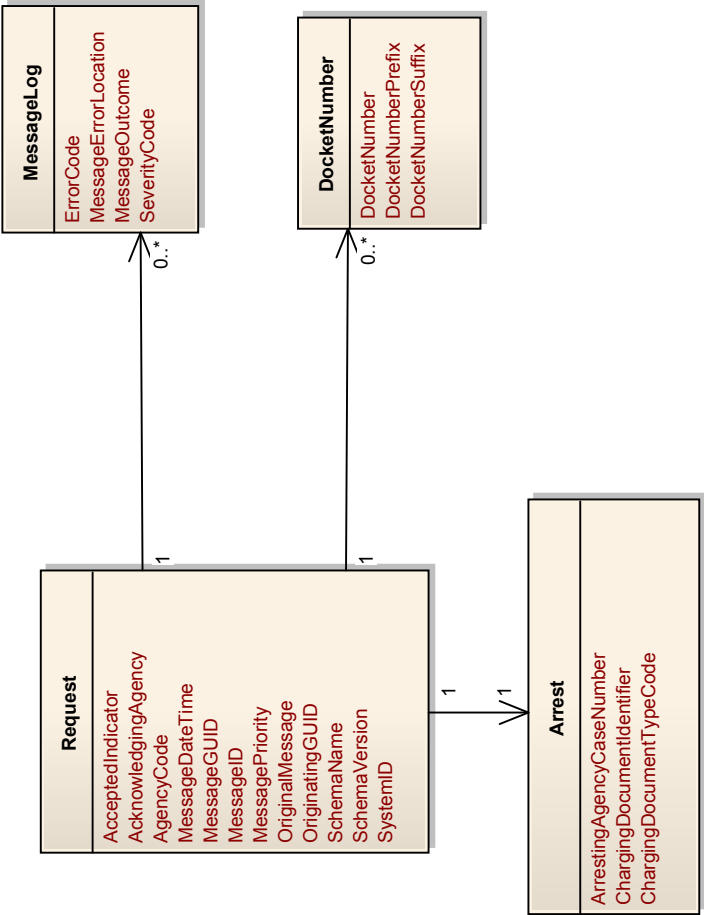 Request
AcceptedIndicator
AcknowledgingAgency
AgencyCode
MessageDateTime
MessageGUID
MessageID
MessagePriority
OriginalMessage
OriginatingGUID
SchemaName
SchemaVersion
SystemID
1
0..*
MessageLog
ErrorCode
MessageErrorLocation
MessageOutcome
SeverityCode
1
0..*
DocketNumber
DocketNumber
DocketNumberPrefix
DocketNumberSuffix
1
1
Arrest
ArrestingAgencyCaseNumber
ChargingDocumentIdentifier
ChargingDocumentTypeCode